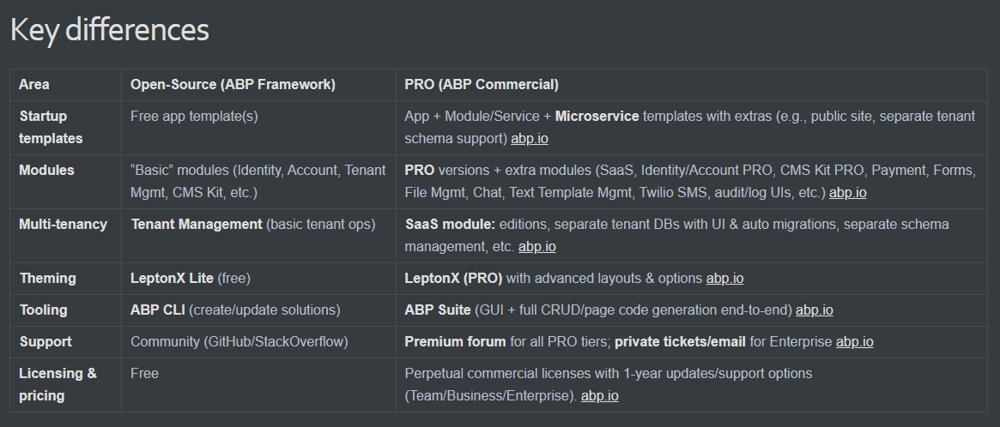 Key differences
Area Open-Source (ABP Framework) PRO (ABP Commercial)
Startup templates Free app template(s) App + Module/Service + Microservice templates with extras (e.g., public site, separate tenant schema support) abp.io
Modules “Basic” modules (Identity, Account, Tenant Mgmt, CMS Kit, etc.) PRO versions + extra modules (SaaS, Identity/Account PRO, CMS Kit PRO, Payment, Forms, File Mgmt, Chat, Text Template Mgmt, Twilio SMS, audit/log UIs, etc.) abp.io
Multi-tenancy Tenant Management (basic tenant ops) SaaS module: editions, separate tenant DBs with UI & auto migrations, separate schema management, etc. abp.io
Theming LeptonX Lite (free) LeptonX (PRO) with advanced layouts & options abp.io
Tooling ABP CLI (create/update solutions) ABP Suite (GUI + full CRUD/page code generation end-to-end) abp.io
Support Community (GitHub/StackOverflow) Premium forum for all PRO tiers; private tickets/email for Enterprise abp.io
Licensing & pricing Free Perpetual commercial licenses with 1-year updates/support options (Team/Business/Enterprise). abp.io